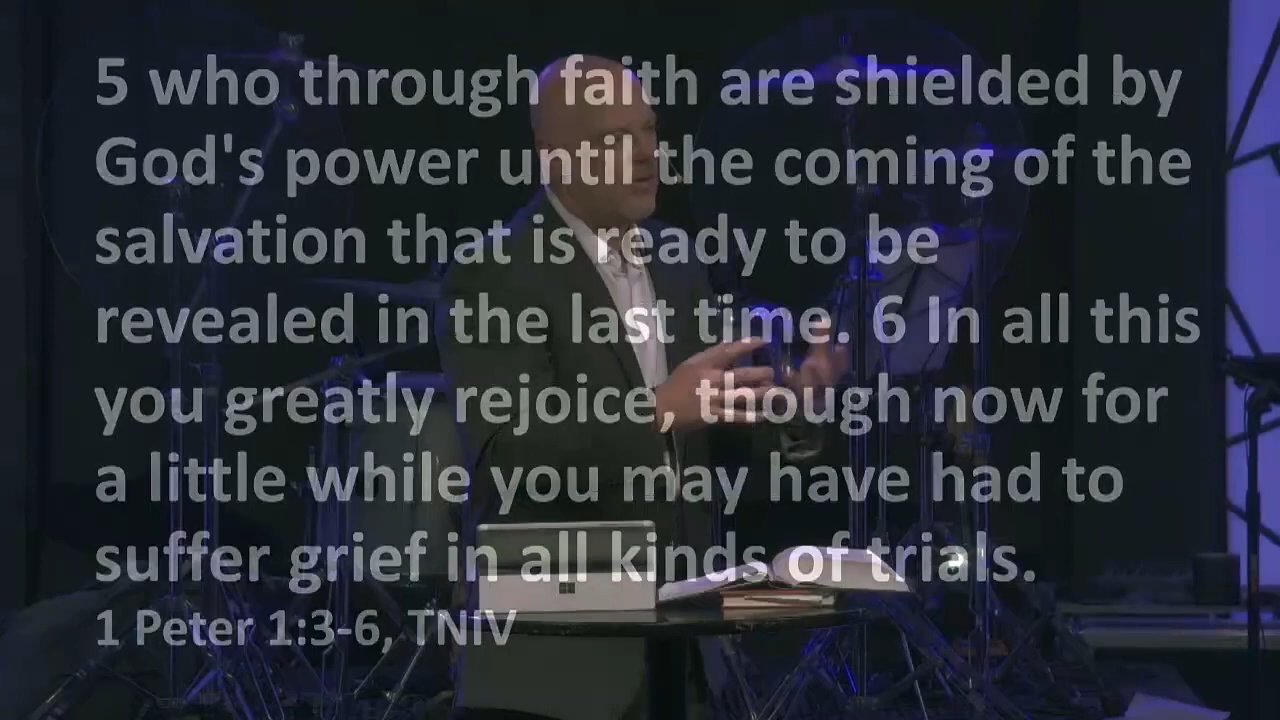 5 who through faith are shielded by
God's power until the coming of the
salvation that is ready to be
revealed in the last time. 6 In all this
you greatly rejoice, though now for
a little while you may have had to
suffer grief in all kinds of trials.
1 Peter 1:3-6, TNIV